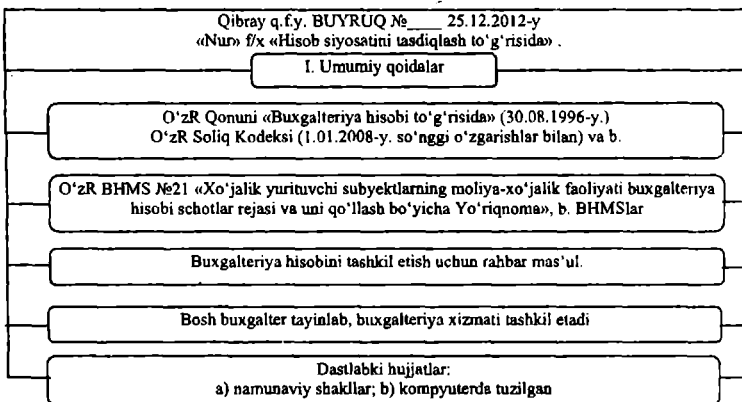 Qibray q.f.y. BUYRUQ №____ 25.12.2012-y
«Nur» f/x «Hisob siyosatini tasdiqlash to‘g‘risida» .
I. Umumiy qoidalar
O‘zR Qonuni «Buxgalteriya hisobi to‘g‘risida» (30.08.1996-y.)
O‘zR Soliq Kodeksi (1.01.2008-y. so‘nggi o‘zgarishlar bilan) va b.
O‘zR BHMS №21 «Xo‘jalik yurituvchi subyektlarning moliya-xo‘jalik faoliyati buxgalteriya
hisobi schotlar rejasi va uni qo‘llash bo‘yicha Yo‘riqnoma», b. BHMSlar
Buxgalteriya hisobini tashkil etish uchun rahbar mas’ul.
Bosh buxgalter tayinlab, buxgalteriya xizmati tashkil etadi
Dastlabki hujjatlar:
a) namunaviy shakllar; b) kompyuterda tuzilgan